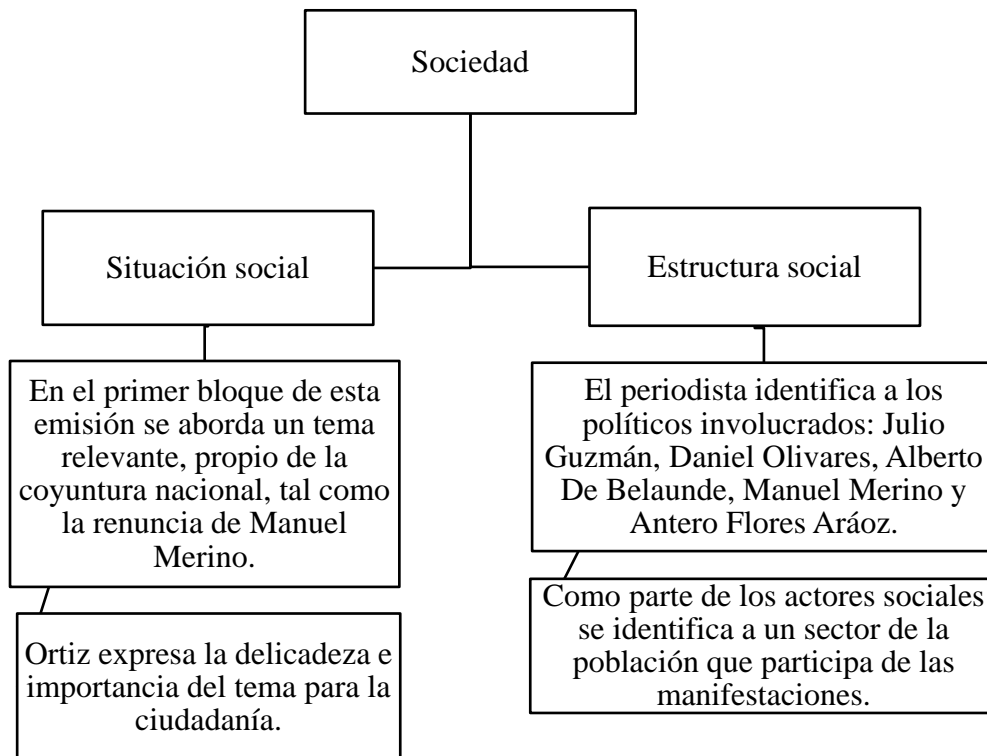 Sociedad
Situación social
Estructura social
En el primer bloque de esta
emisión se aborda un tema
relevante, propio de la
coyuntura nacional, tal como
la renuncia de Manuel
Merino.
El periodista identifica a los
políticos involucrados: Julio
Guzmán, Daniel Olivares, Alberto
De Belaunde, Manuel Merino y
Antero Flores Aráoz.
Ortiz expresa la delicadeza e
importancia del tema para la
ciudadanía.
Como parte de los actores sociales
se identifica a un sector de la
población que participa de las
manifestaciones.